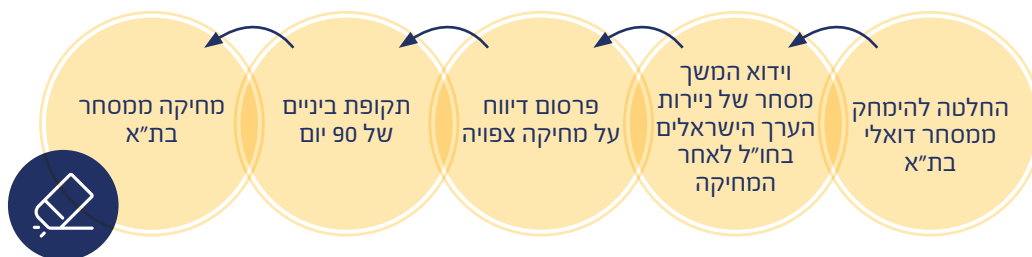 החלטה להימחק
ממסחר דואלי
בת״א
וידוא המשך
מסחר של ניירות
הערך הישראלים
בחו״ל לאחר
המחיקה
פרסום דיווח
על מחיקה צפויה
תקופת ביניים
של 90 יום
מחיקה ממסחר
בת״א